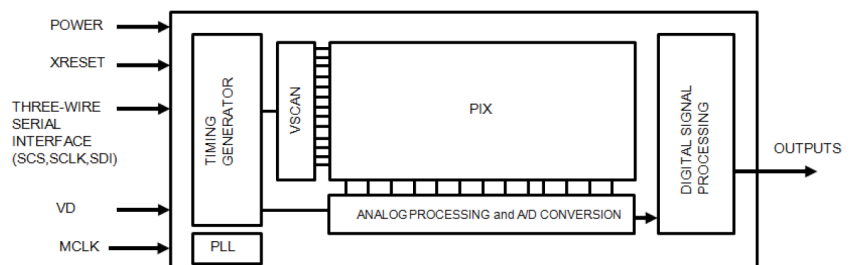 POWER
XRESET
THREE-WIRE
SERIAL
INTERFACE
(SCS,SCLK,SDI)
VD
MCLK
TIMING
GENERATOR
PLL
VSCAN
PIX
ANALOG PROCESSING and A/D CONVERSION
DIGITAL SIGNAL
PROCESSING
OUTPUTS